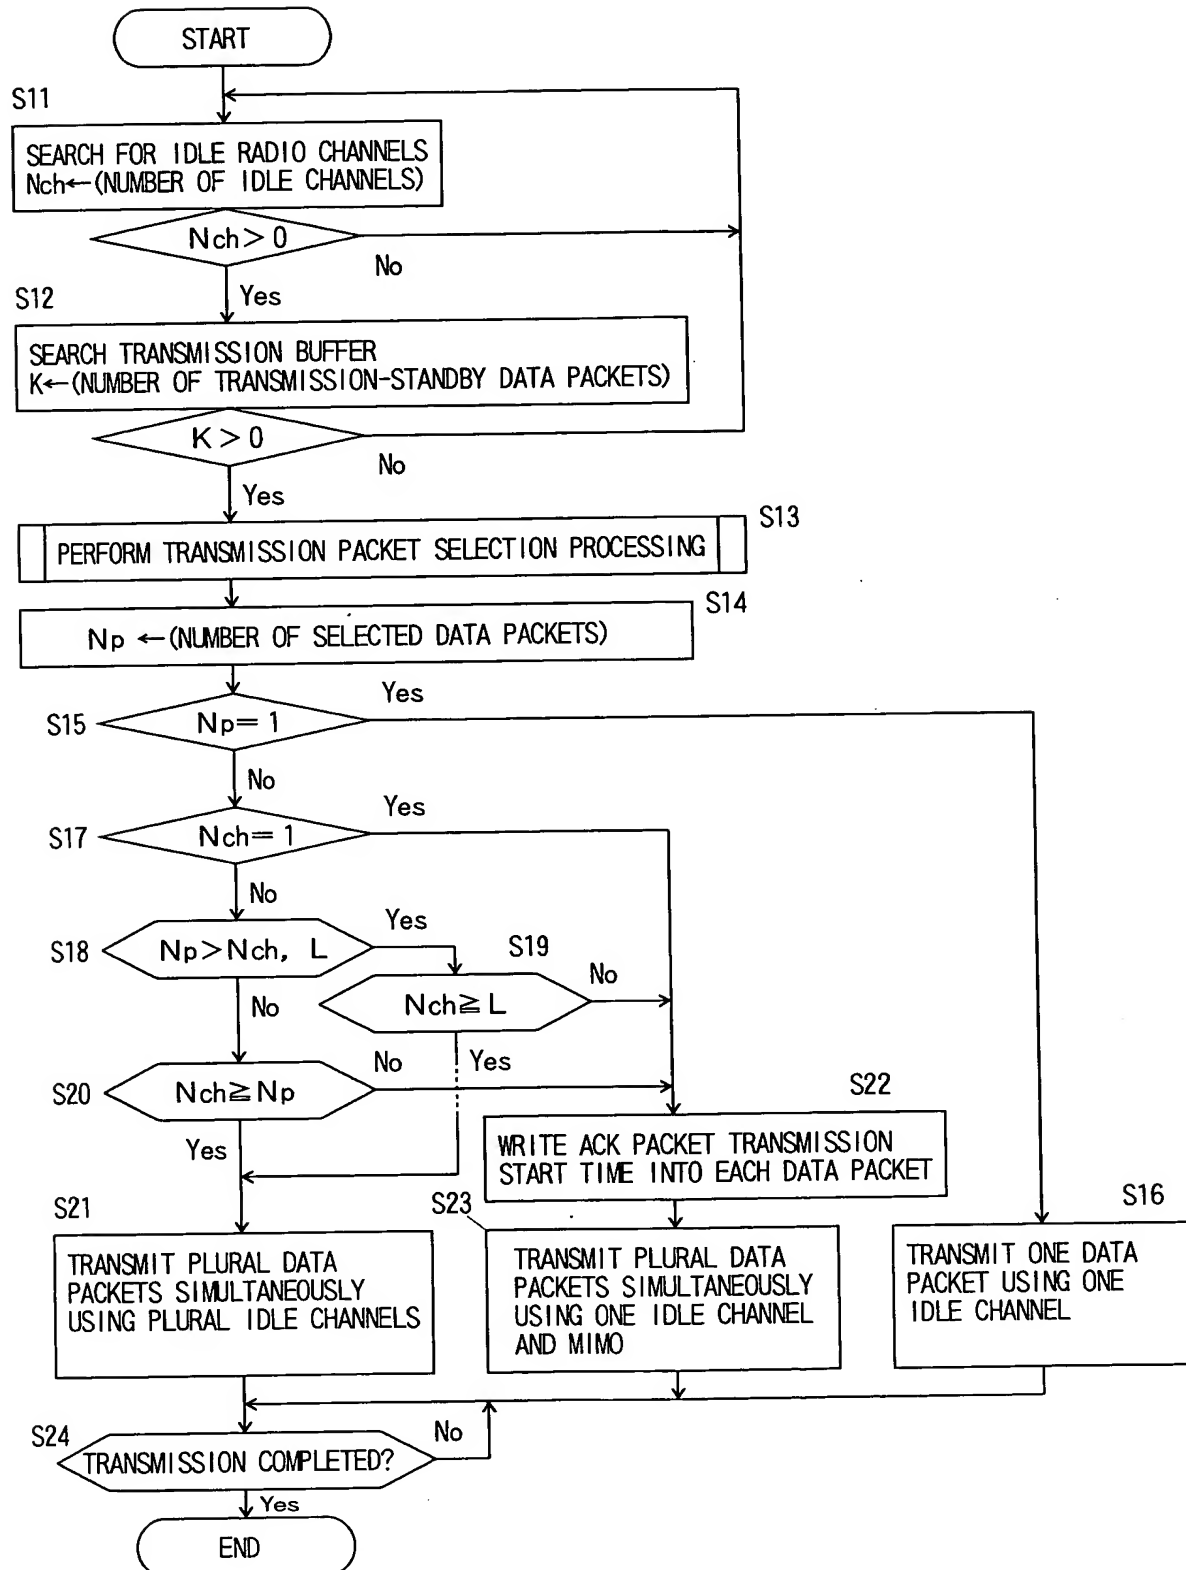 START
S11
SEARCH FOR IDLE RADIO CHANNELS
Nch←(NUMBER OF IDLE CHANNELS)
Nch>0
No
Yes
S12
SEARCH TRANSMISSION BUFFER
K←(NUMBER OF TRANSMISSION-STANDBY DATA PACKETS)
K>0
No
Yes
S13
PERFORM TRANSMISSION PACKET SELECTION PROCESSING
S14
Np ←(NUMBER OF SELECTED DATA PACKETS)
Yes
S15
Np=1
No
Yes
S17
Nch=1
No
Yes
S18
Np>Nch, L
S19
No
Nch≧L
No
Yes
No
S20
Nch≧Np
Yes
S22
WRITE ACK PACKET TRANSMISSION
START TIME INTO EACH DATA PACKET
S21
TRANSMIT PLURAL DATA
PACKETS SIMULTANEOUSLY
USING PLURAL IDLE CHANNELS
S23
TRANSMIT PLURAL DATA
PACKETS SIMULTANEOUSLY
USING ONE IDLE CHANNEL
AND MIMO
S16
TRANSMIT ONE DATA
PACKET USING ONE
IDLE CHANNEL
S24
TRANSMISSION COMPLETED?
No
Yes
END